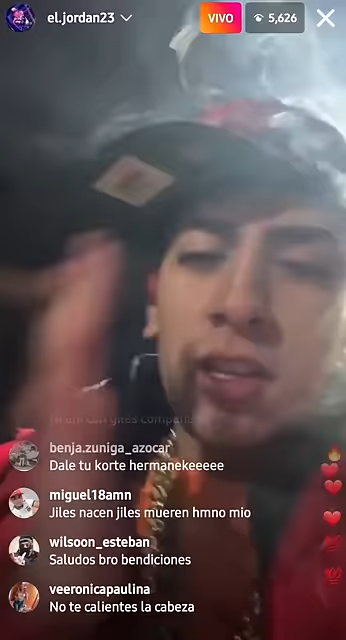 el.jordan23
VIVO
5,626
benja.zuniga_azocar
Dale tu korte hermanekeeeee
miguel18amn
Jiles nacen jiles mueren hmno mio
wilsoon_esteban
Saludos bro bendiciones
veeronicapaulina
No te calientes la cabeza